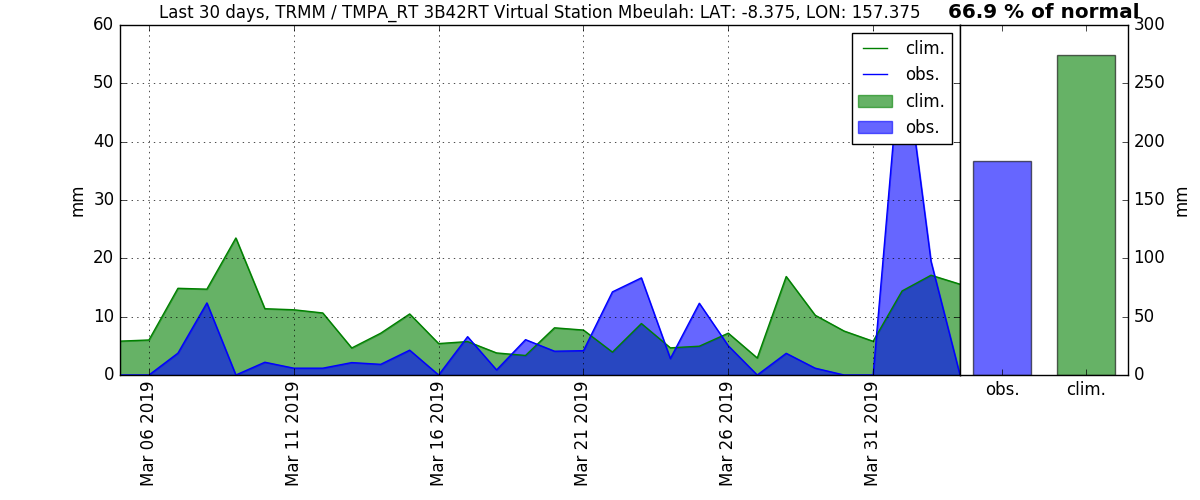 Last 30 days, TRMM / TMPA_RT 3B42RT Virtual Station Mbeulah: LAT: -8.375, LON: 157.375
66.9 % of normal
60
50
40
30
20
10
0
mm
clim.
obs.
clim.
obs.
300
250
200
150
100
50
0
mm
Mar 06 2019
Mar 11 2019
Mar 16 2019
Mar 21 2019
Mar 26 2019
Mar 31 2019
obs.
clim.